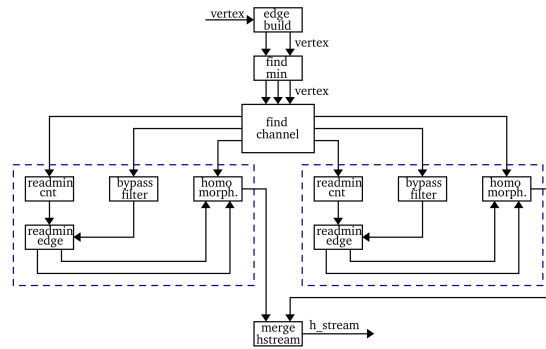 vertex
edge
build
vertex
find
min
vertex
find
channel
readmin
cnt
bypass
filter
homo
morph.
readmin
edge
readmin
cnt
bypass
filter
homo
morph.
readmin
edge
merge
hstream
h_stream